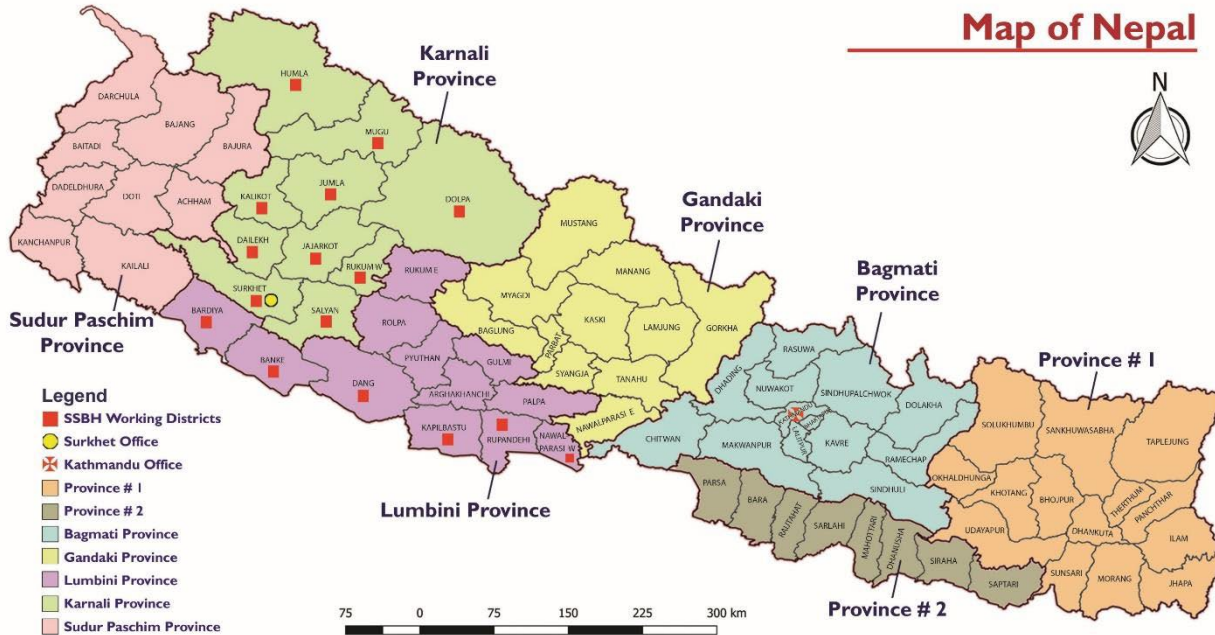 Map of Nepal
N
Karnali
Province
Gandaki
Province
Bagmati
Province
Province # 1
Sudur Paschim
Province
Lumbini Province
Province # 2
HUMLA
DARCHULA
BAJANG
MUGU
BAITADI
BAJURA
DADELDHURA
DOTI
ACHHAM
KALIKOT
JUMLA
DOLPA
KANCHANPUR
KAILALI
DAILEKH
JAJARKOT
RUKUM W
RUKUM E
SURKHET
SALYAN
BARDIYA
BANKE
DANG
ROLPA
PYUTHAN
GULMI
ARGHAKHANCHI
PALPA
KAPILBASTU
RUPANDEHI
NAWAL
PARASI W
MUSTANG
MANANG
MYAGDI
KASKI
LAMJUNG
GORKHA
BAGLUNG
PARBAT
SYANGJA
TANAHU
NAWALPARASI E
RASUWA
DHADING
NUWAKOT
SINDHUPALCHWOK
DOLAKHA
LALITPUR
CHITWAN
MAKWANPUR
KAVRE
RAMECHAP
SINDHULI
PARSA
BARA
RAUTAHAT
SARLAHI
MAHOTTARI
DHANUSHA
SIRAHA
SAPTARI
SOLUKHUMBU
SANKHUWASABHA
TAPLEJUNG
OKHALDHUNGA
KHOTANG
BHOJPUR
THERTHUM
PANCHTHAR
UDAYAPUR
DHANKUTA
ILAM
SUNSARI
MORANG
JHAPA
Legend
SSBH Working Districts
Surkhet Office
Kathmandu Office
Province # 1
Province # 2
Bagmati Province
Gandaki Province
Lumbini Province
Karnali Province
Sudur Paschim Province
75 0 75 150 225 300 km